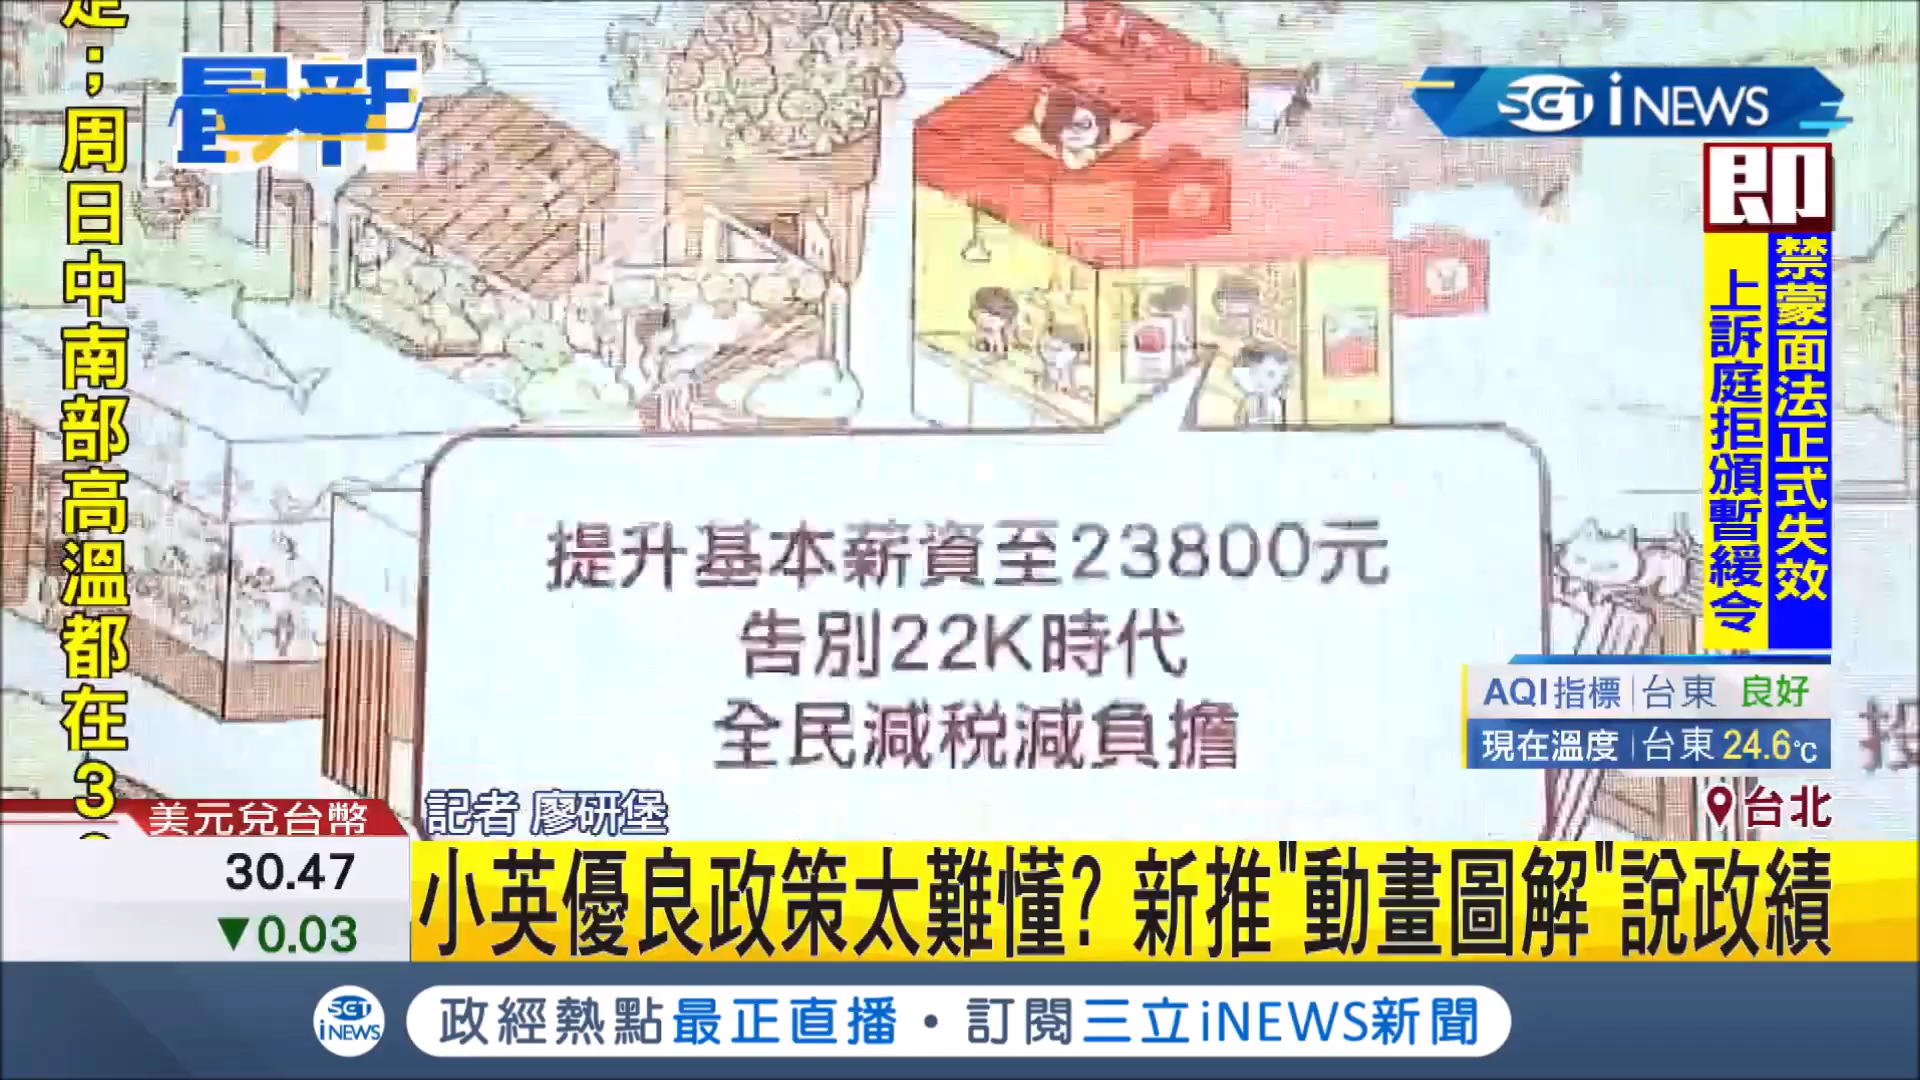 最新
SET iNEWS
即
禁蒙面法正式失效
上訴庭拒頒暫緩令
；周日中南部高溫都在3
提升基本薪資至23800元
告別22K時代
全民減稅減負擔
AQI指標 台東 良好
現在溫度 台東 24.6℃
台北
美元兌台幣
30.47
▼0.03
記者 廖研堡
小英優良政策太難懂？ 新推"動畫圖解"說政績
SET iNEWS
政經熱點最正直播・訂閱三立iNEWS新聞